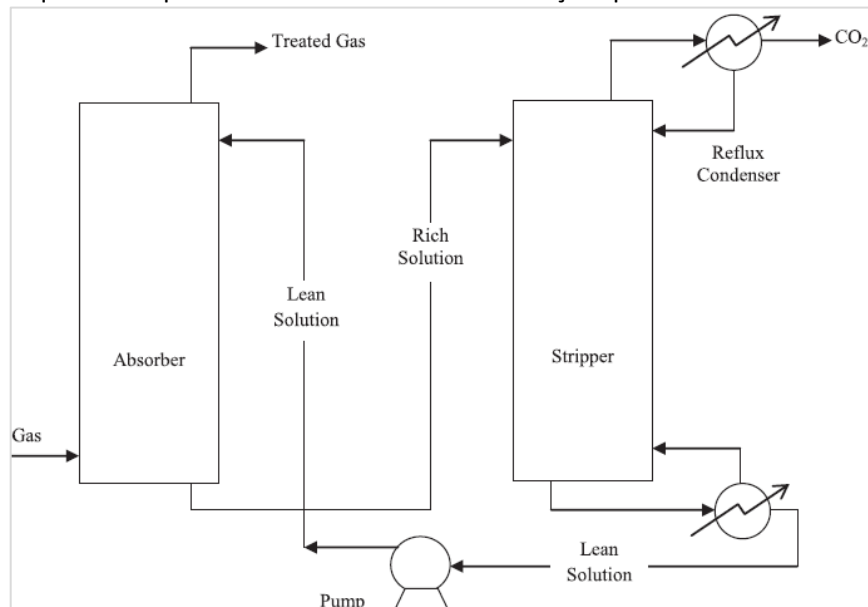 Treated Gas
CO₂
Reflux
Condenser
Rich
Solution
Lean
Solution
Absorber
Stripper
Gas
Lean
Solution
Pump